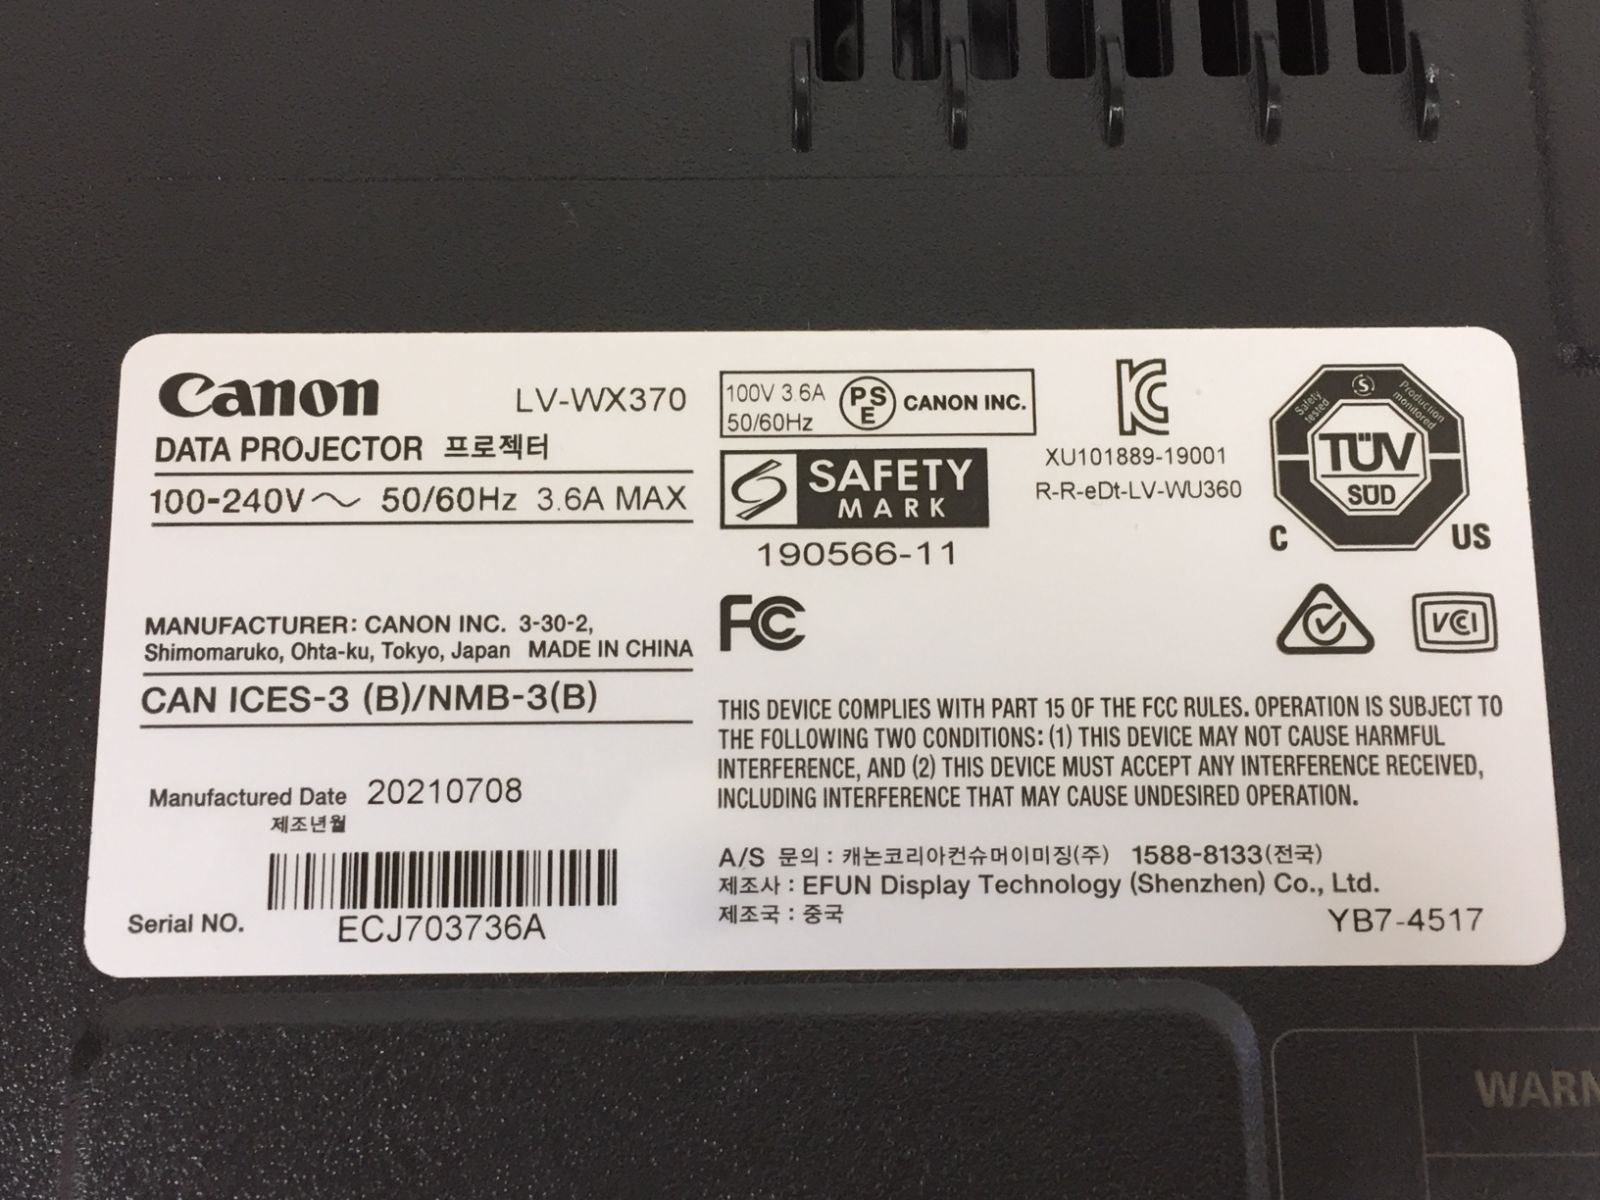 Canon LV-WX370
DATA PROJECTOR 프로젝터
100-240V～ 50/60Hz 3.6A MAX
MANUFACTURER: CANON INC. 3-30-2,
Shimomaruko, Ohta-ku, Tokyo, Japan MADE IN CHINA
CAN ICES-3 (B)/NMB-3(B)
Manufactured Date 20210708
제조년월
Serial NO. ECJ703736A
100V 3.6A
50/60Hz
PS
E
CANON INC.
SAFETY
MARK
190566-11
FC
KC
XU101889-19001
R-R-eDt-LV-WU360
Safety tested
S
Production monitored
TÜV
SÜD
C US
VCI
THIS DEVICE COMPLIES WITH PART 15 OF THE FCC RULES. OPERATION IS SUBJECT TO
THE FOLLOWING TWO CONDITIONS: (1) THIS DEVICE MAY NOT CAUSE HARMFUL
INTERFERENCE, AND (2) THIS DEVICE MUST ACCEPT ANY INTERFERENCE RECEIVED,
INCLUDING INTERFERENCE THAT MAY CAUSE UNDESIRED OPERATION.
A/S 문의 : 캐논코리아컨슈머이미징(주) 1588-8133(전국)
제조사 : EFUN Display Technology (Shenzhen) Co., Ltd.
제조국 : 중국
YB7-4517
WARN